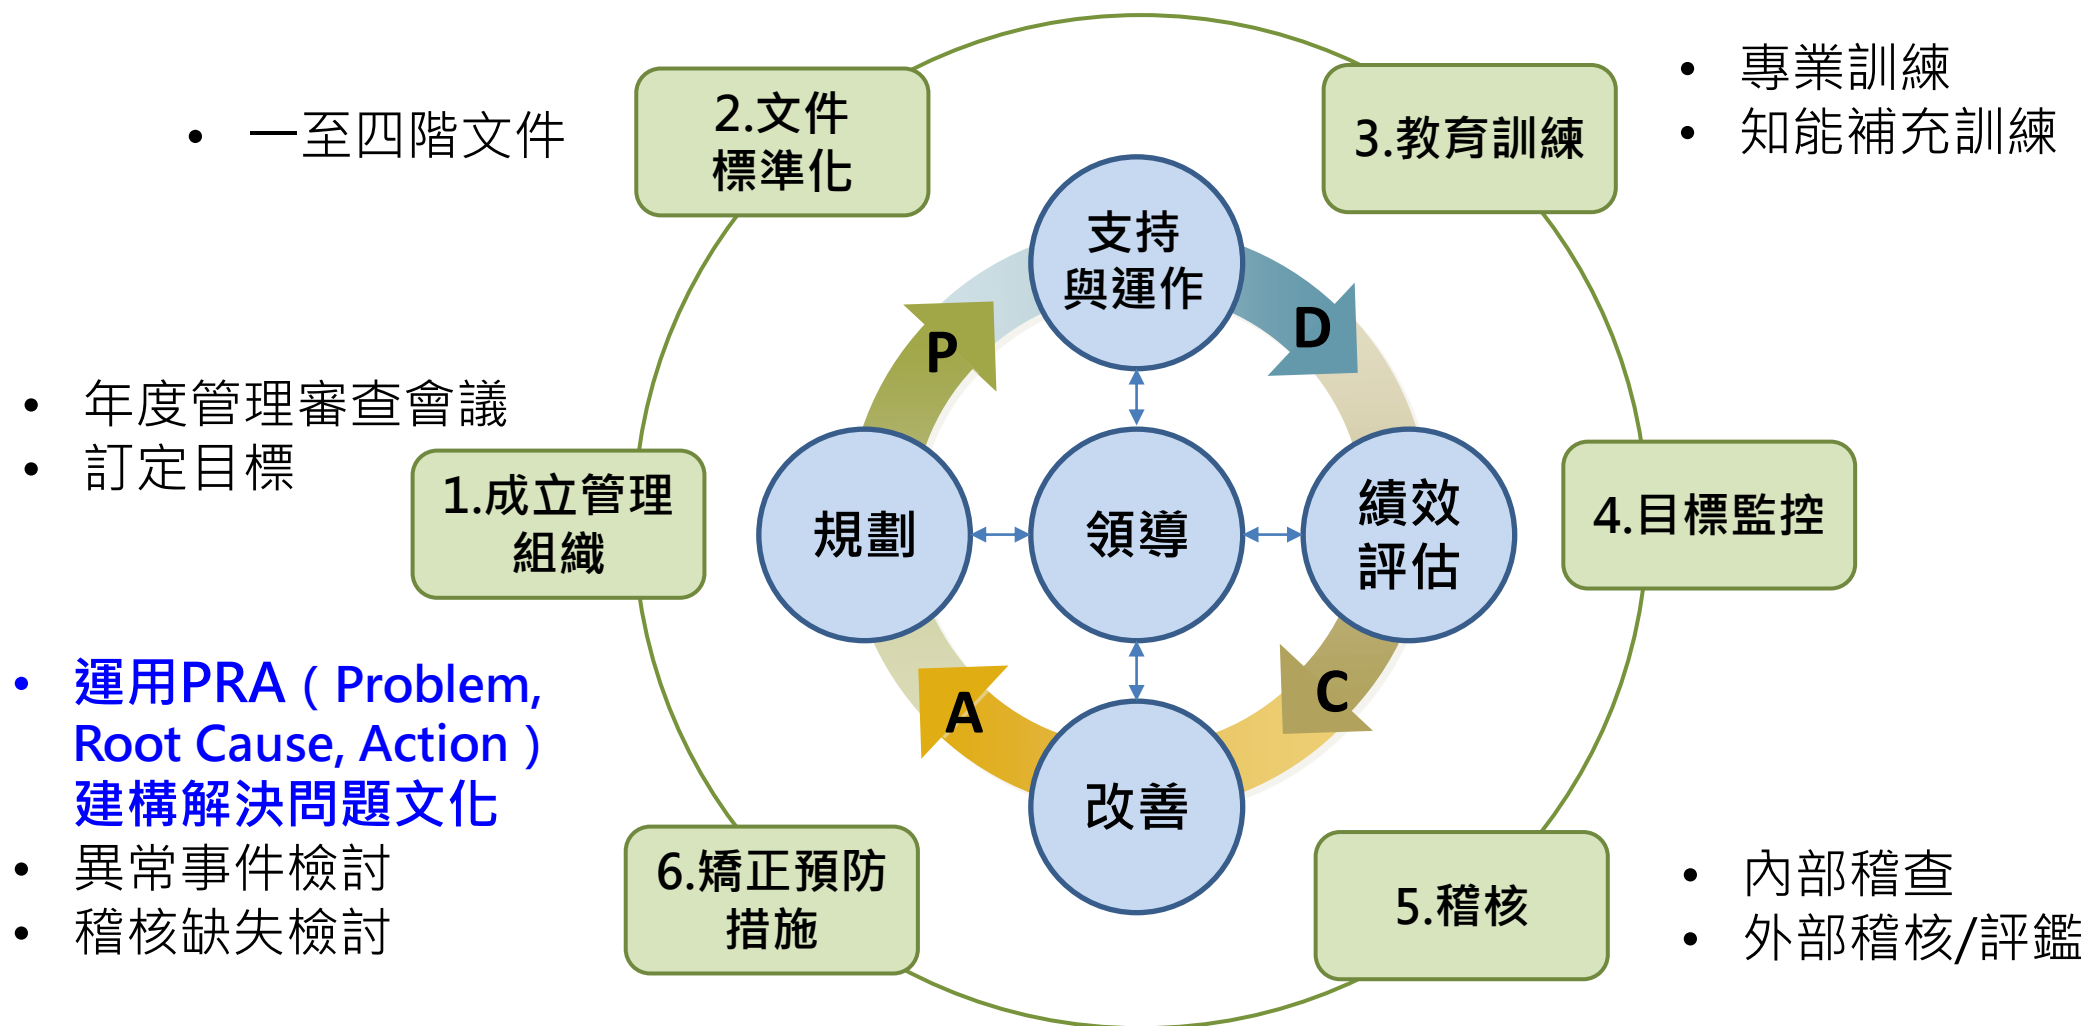 • 一至四階文件
2.文件
標準化
3.教育訓練
• 專業訓練
• 知能補充訓練
支持
與運作
P
D
• 年度管理審查會議
• 訂定目標
1.成立管理
組織
規劃
領導
績效
評估
4.目標監控
• 運用PRA（Problem,
Root Cause, Action）
建構解決問題文化
• 異常事件檢討
• 稽核缺失檢討
A
C
改善
6.矯正預防
措施
5.稽核
• 內部稽查
• 外部稽核/評鑑